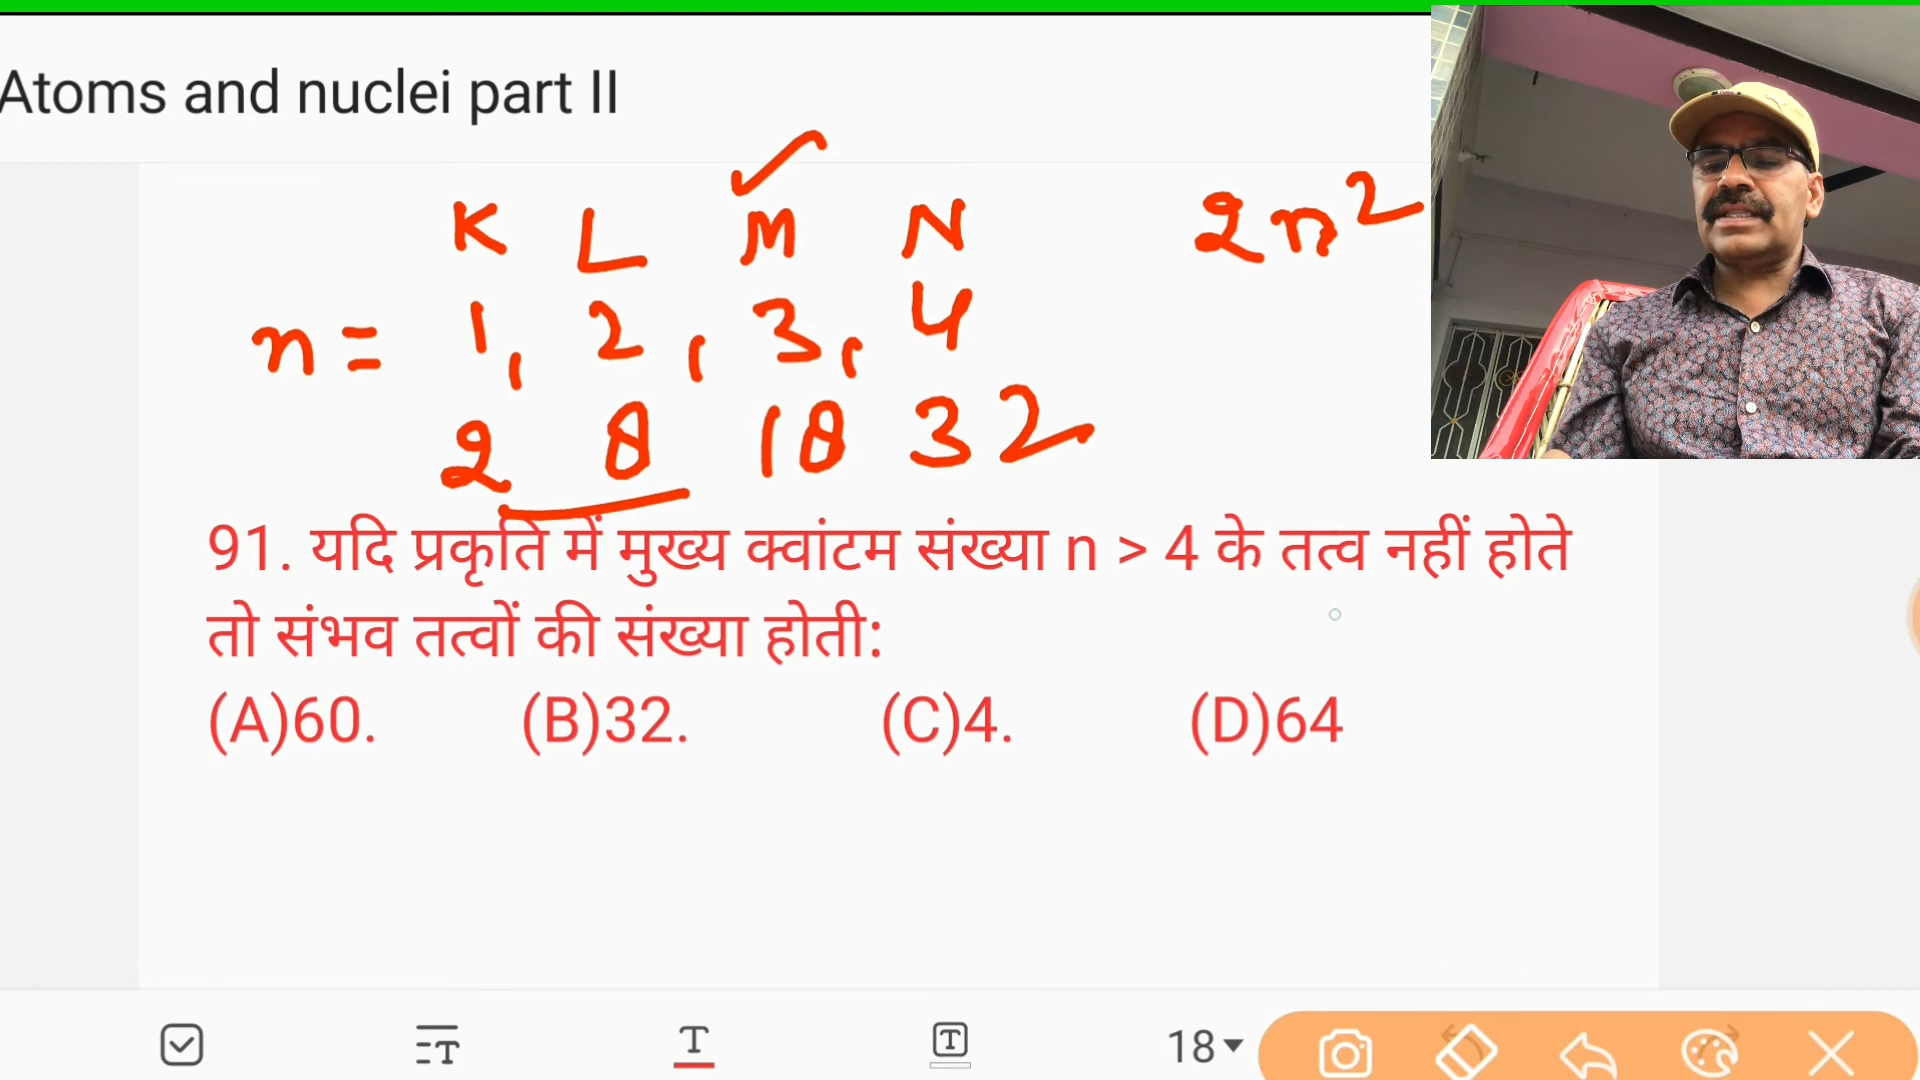 Atoms and nuclei part II
K L M N 2n²
n = 1, 2, 3, 4
2 8 18 32
91. यदि प्रकृति में मुख्य क्वांटम संख्या n > 4 के तत्व नहीं होते
तो संभव तत्वों की संख्या होती:
(A)60. (B)32. (C)4. (D)64
T T T 18